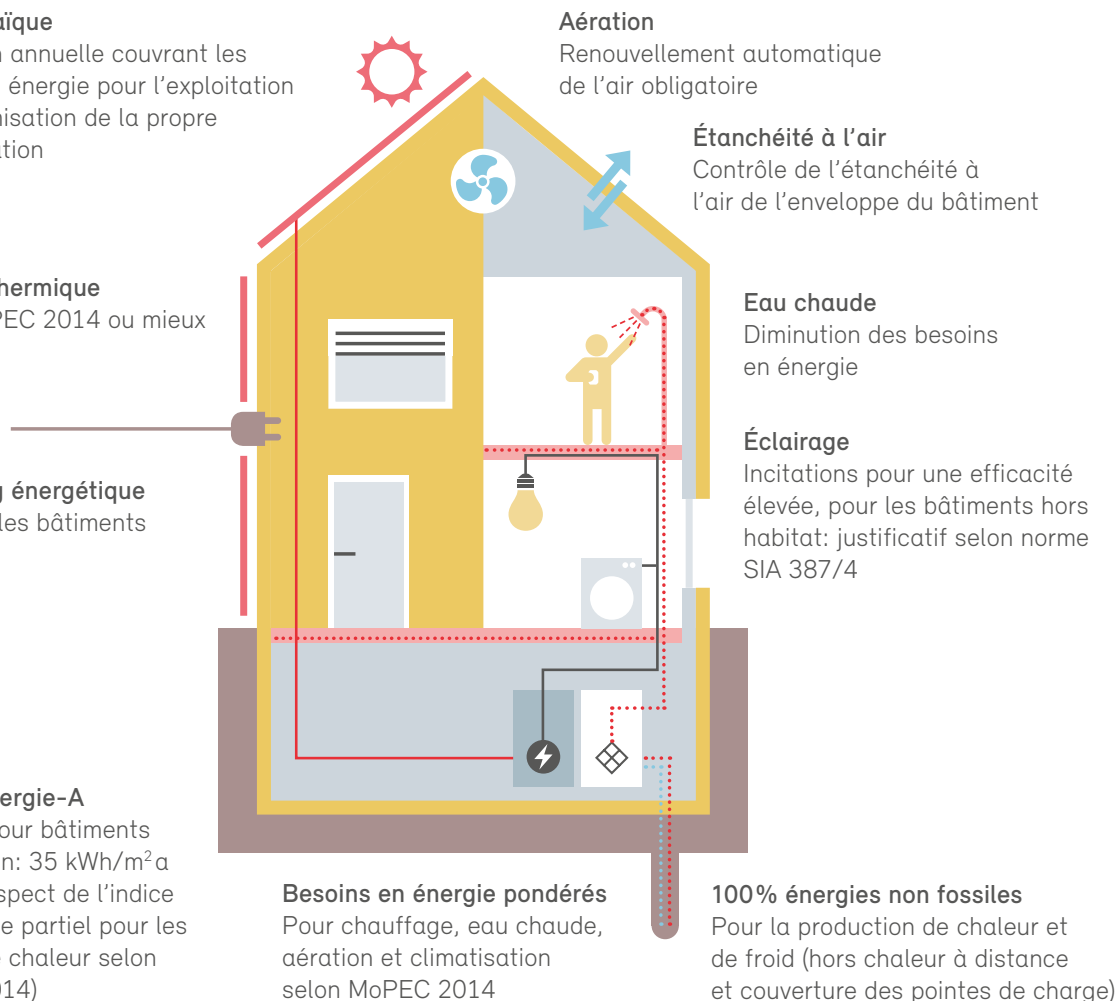 aïque
n annuelle couvrant les
énergie pour l’exploitation
nisation de la propre
ation
Aération
Renouvellement automatique
de l’air obligatoire
Étanchéité à l’air
Contrôle de l’étanchéité à
l’air de l’enveloppe du bâtiment
hermique
PEC 2014 ou mieux
Eau chaude
Diminution des besoins
en énergie
g énergétique
les bâtiments
Éclairage
Incitations pour une efficacité
élevée, pour les bâtiments hors
habitat: justificatif selon norme
SIA 387/4
ergie-A
our bâtiments
n: 35 kWh/m²a
spect de l’indice
e partiel pour les
e chaleur selon
014)
Besoins en énergie pondérés
Pour chauffage, eau chaude,
aération et climatisation
selon MoPEC 2014
100% énergies non fossiles
Pour la production de chaleur et
de froid (hors chaleur à distance
et couverture des pointes de charge)